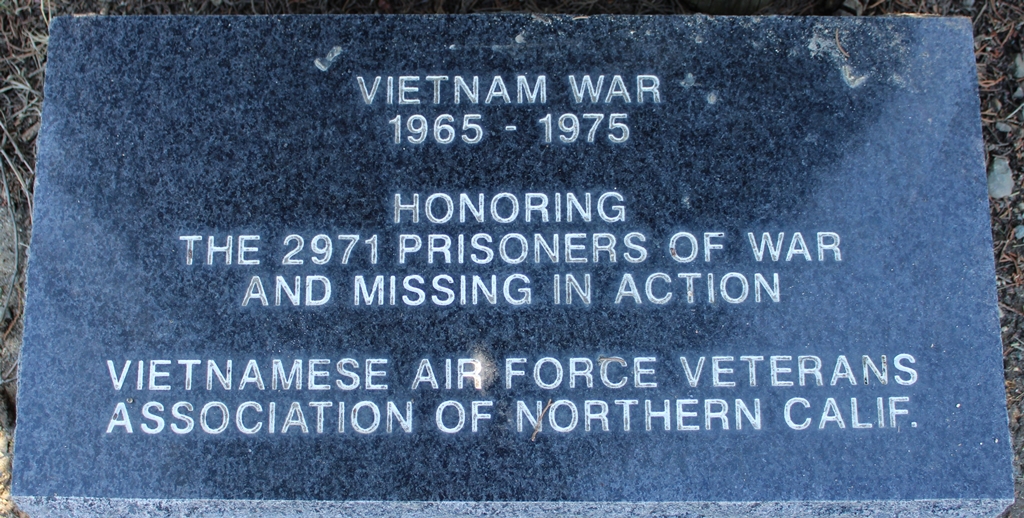 VIETNAM WAR
1965 - 1975
HONORING
THE 2971 PRISONERS OF WAR
AND MISSING IN ACTION
VIETNAMESE AIR FORCE VETERANS
ASSOCIATION OF NORTHERN CALIF.